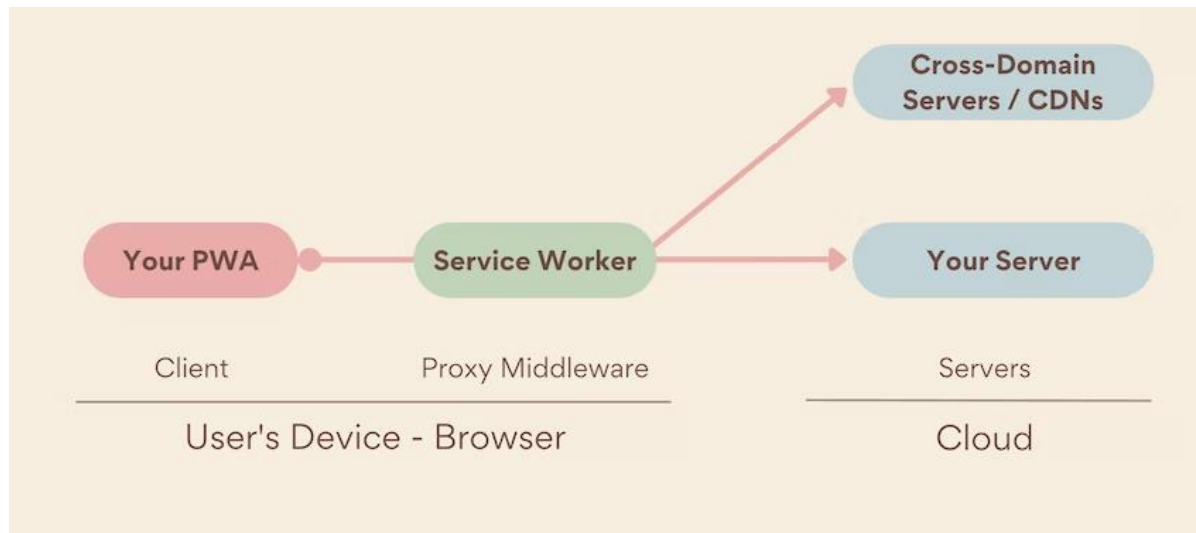 Cross-Domain
Servers / CDNs
Your PWA
Service Worker
Your Server
Client
Proxy Middleware
Servers
User's Device - Browser
Cloud